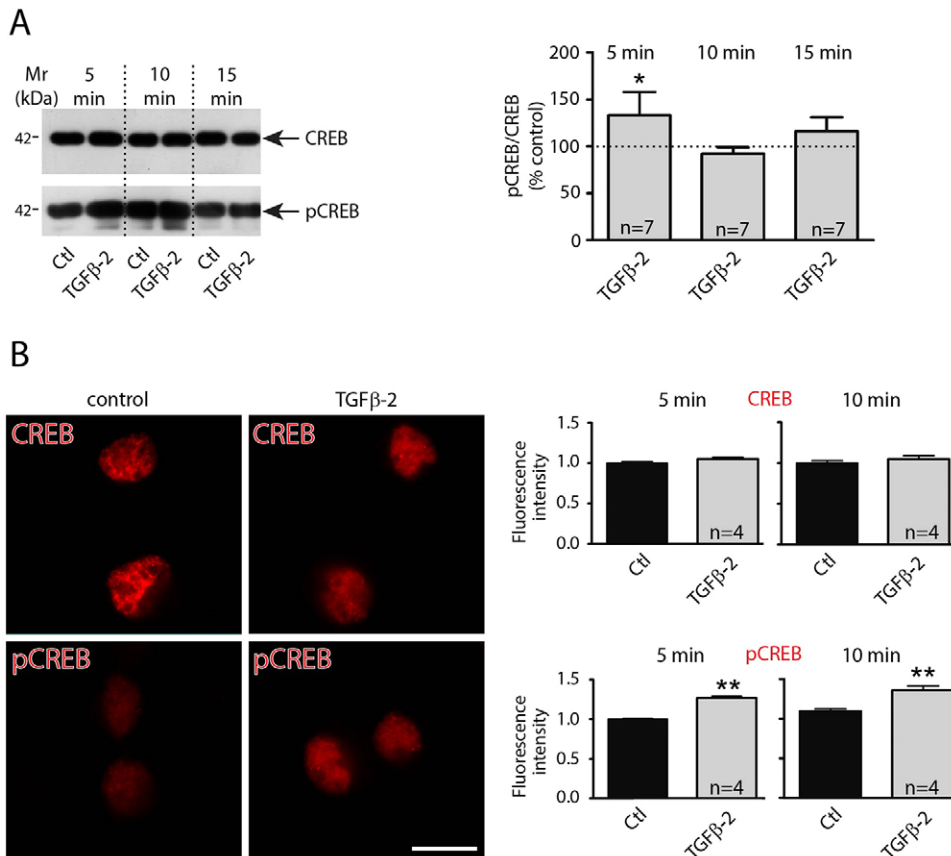 A
Mr
(kDa)
5
min
10
min
15
min
42-
CREB
42-
pCREB
Ctl
TGFβ-2
Ctl
TGFβ-2
Ctl
TGFβ-2
5 min 10 min 15 min
pCREB/CREB
(% control)
200
150
100
50
0
*
n=7 n=7 n=7
TGFβ-2
TGFβ-2
TGFβ-2
B
control TGFβ-2
CREB CREB
pCREB pCREB
5 min CREB 10 min
Fluorescence
intensity
1.5
1.0
0.5
0.0
n=4 n=4
Ctl
TGFβ-2
Ctl
TGFβ-2
5 min pCREB 10 min
Fluorescence
intensity
1.5
1.0
0.5
0.0
** **
n=4 n=4
Ctl
TGFβ-2
Ctl
TGFβ-2